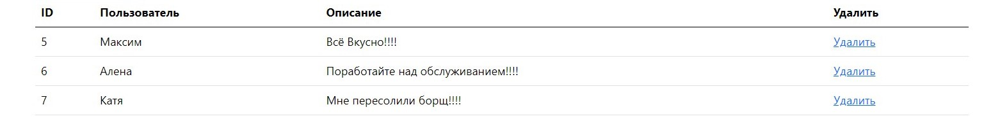 ID Пользователь Описание Удалить
5 Максим Всё Вкусно!!!! Удалить
6 Алена Поработайте над обслуживанием!!!! Удалить
7 Катя Мне пересолили борщ!!!! Удалить